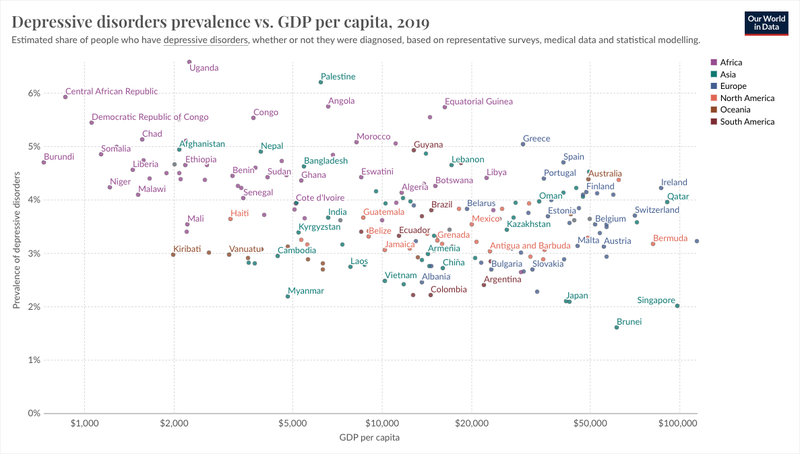 Depressive disorders prevalence vs. GDP per capita, 2019
Our World
in Data
Estimated share of people who have depressive disorders, whether or not they were diagnosed, based on representative surveys, medical data and statistical modelling.
Africa
Asia
Europe
North America
Oceania
South America
Prevalence of depressive disorders
6%
5%
4%
3%
2%
1%
0%
Uganda
Palestine
Central African Republic
Angola
Equatorial Guinea
Democratic Republic of Congo
Congo
Chad
Morocco
Greece
Somalia
Afghanistan
Nepal
Guyana
Burundi
Liberia
Ethiopia
Bangladesh
Lebanon
Spain
Niger
Benin
Sudan
Ghana
Eswatini
Botswana
Libya
Portugal
Australia
Malawi
Senegal
Cote d'Ivoire
Algeria
Oman
Finland
Ireland
Qatar
Mali
Haiti
India
Guatemala
Brazil
Belarus
Mexico
Kazakhstan
Estonia
Belgium
Switzerland
Kyrgyzstan
Belize
Ecuador
Grenada
Kiribati
Vanuatu
Cambodia
Jamaica
Armenia
Antigua and Barbuda
Malta
Austria
Bermuda
Laos
China
Bulgaria
Slovakia
Myanmar
Vietnam
Albania
Colombia
Argentina
Japan
Singapore
Brunei
$1,000
$2,000
$5,000
$10,000
$20,000
$50,000
$100,000
GDP per capita